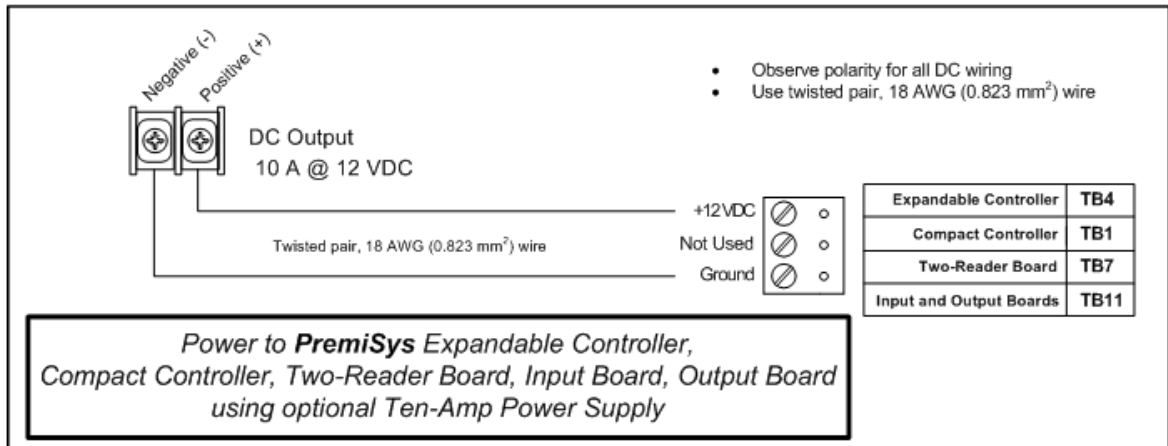 Negative (-)
Positive (+)
• Observe polarity for all DC wiring
• Use twisted pair, 18 AWG (0.823 mm²) wire
DC Output
10 A @ 12 VDC
+12VDC
Not Used
Ground
Twisted pair, 18 AWG (0.823 mm²) wire
Expandable Controller TB4
Compact Controller TB1
Two-Reader Board TB7
Input and Output Boards TB11
Power to PremiSys Expandable Controller,
Compact Controller, Two-Reader Board, Input Board, Output Board
using optional Ten-Amp Power Supply